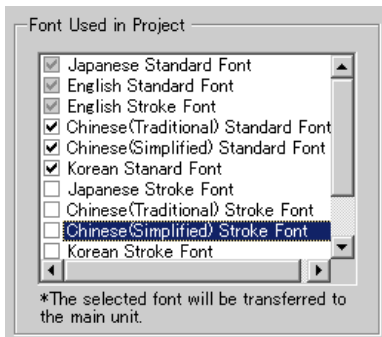 Font Used in Project
Japanese Standard Font
English Standard Font
English Stroke Font
Chinese(Traditional) Standard Font
Chinese(Simplified) Standard Font
Korean Stanard Font
Japanese Stroke Font
Chinese(Traditional) Stroke Font
Chinese(Simplified) Stroke Font
Korean Stroke Font
*The selected font will be transferred to
the main unit.